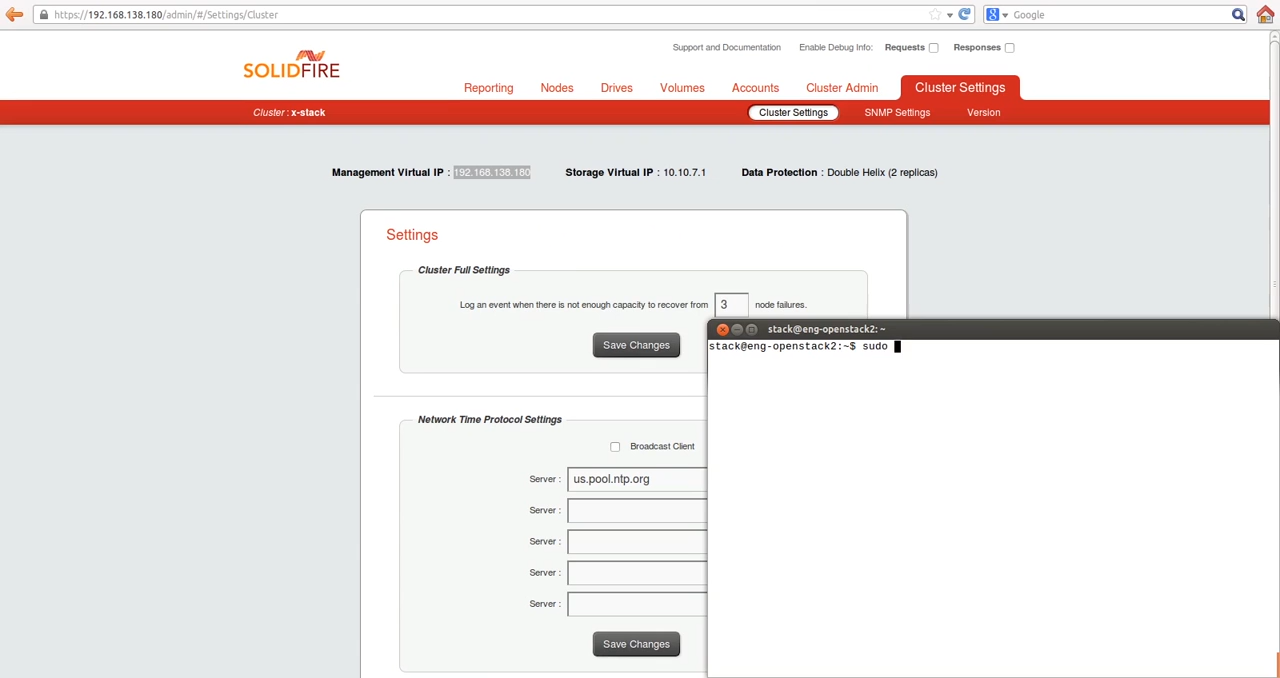 https://192.168.138.180/admin/#/Settings/Cluster
Google
SOLIDFIRE
Support and Documentation
Enable Debug Info: Requests Responses
Reporting Nodes Drives Volumes Accounts Cluster Admin Cluster Settings
Cluster : x-stack
Cluster Settings SNMP Settings Version
Management Virtual IP : 192.168.138.180 Storage Virtual IP : 10.10.7.1 Data Protection : Double Helix (2 replicas)
Settings
Cluster Full Settings
Log an event when there is not enough capacity to recover from 3 node failures.
Save Changes
Network Time Protocol Settings
Broadcast Client
Server : us.pool.ntp.org
Server :
Server :
Server :
Server :
Save Changes
stack@eng-openstack2: ~
stack@eng-openstack2:~$ sudo